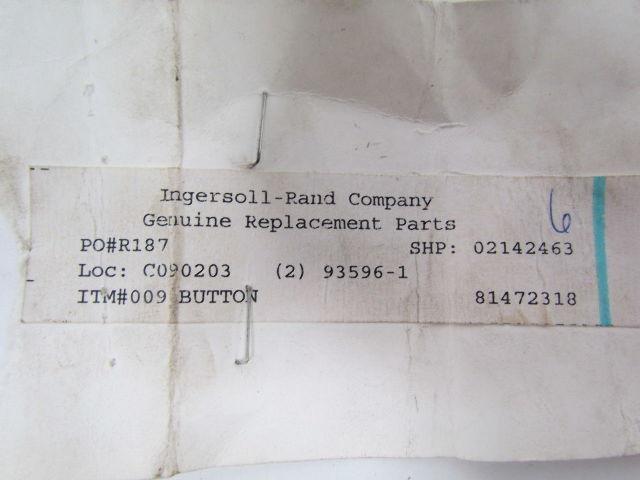 Ingersoll-Rand Company
Genuine Replacement Parts
6
PO#R187 SHP: 02142463
Loc: C090203 (2) 93596-1
ITM#009 BUTTON 81472318